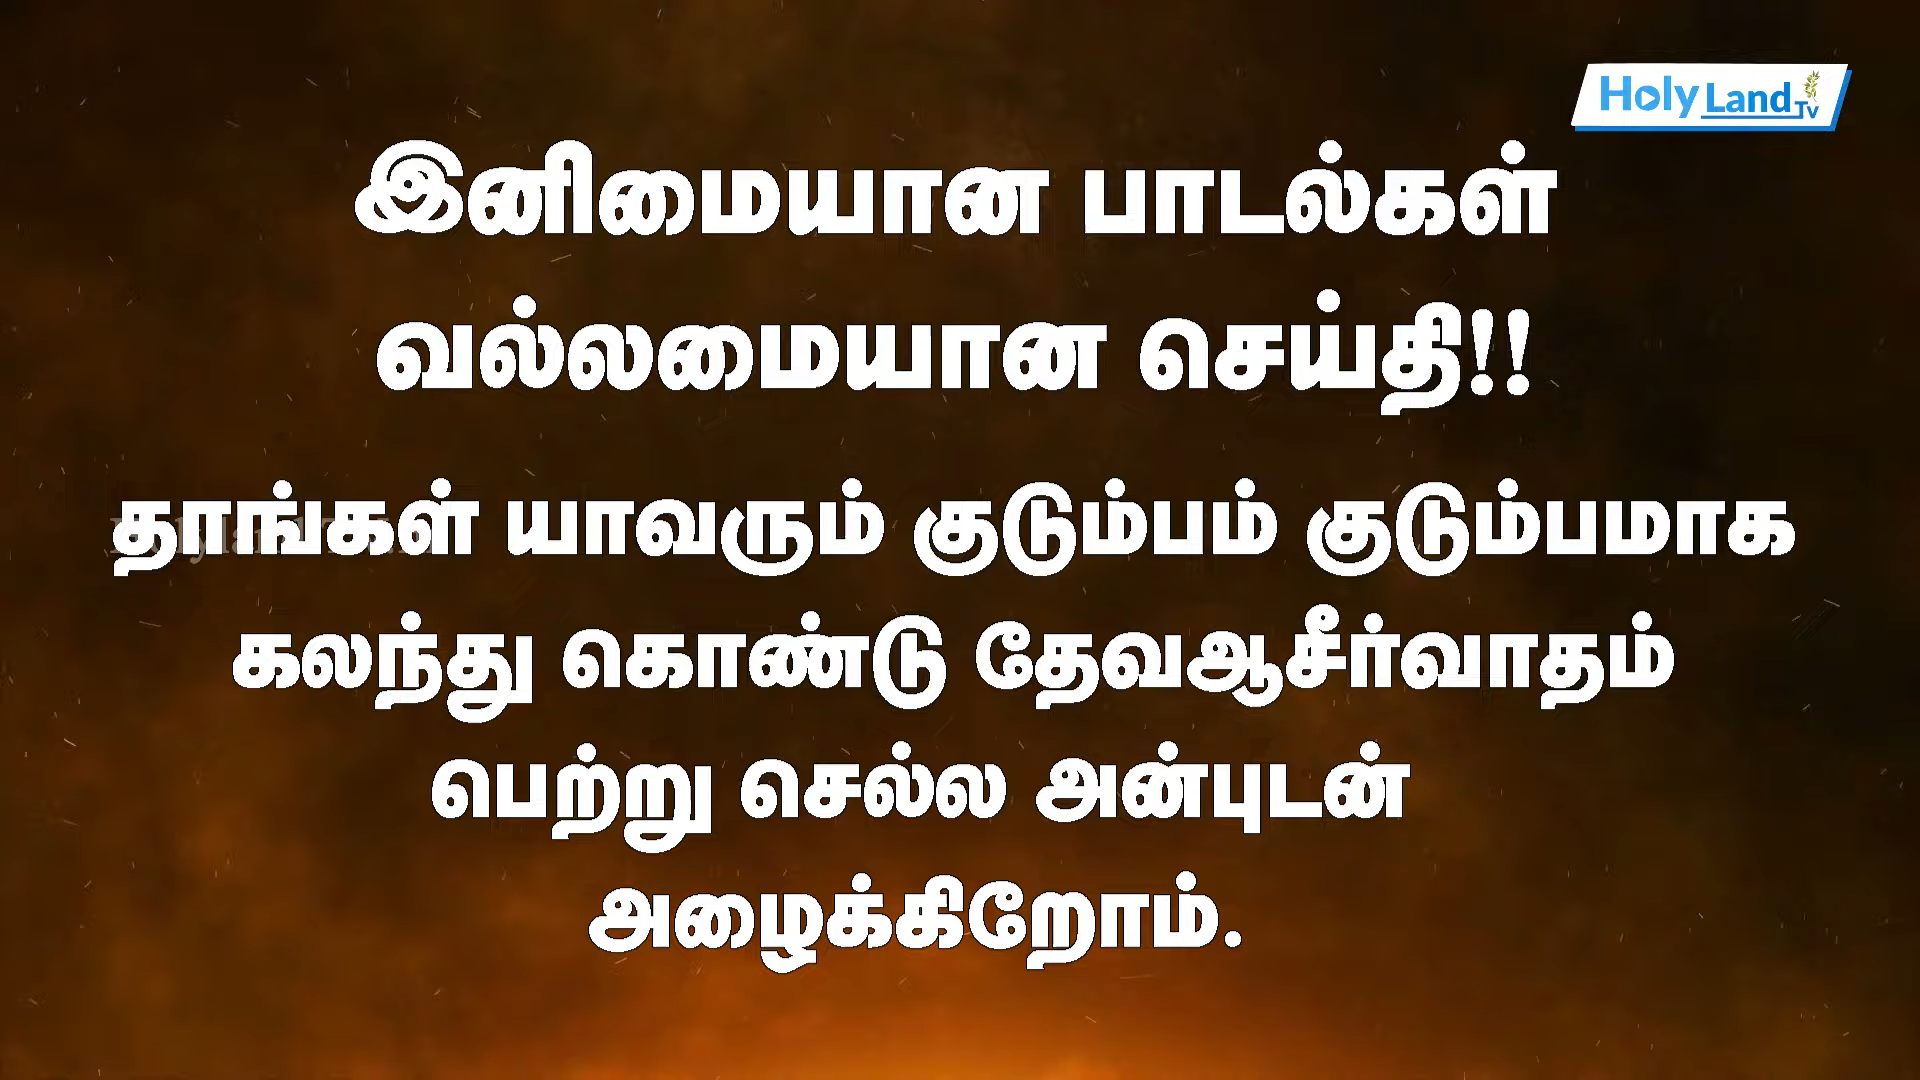 Holy Land TV
இனிமையான பாடல்கள்
வல்லமையான செய்தி!!
தாங்கள் யாவரும் குடும்பம் குடும்பமாக
கலந்து கொண்டு தேவஆசீர்வாதம்
பெற்று செல்ல அன்புடன்
அழைக்கிறோம்.